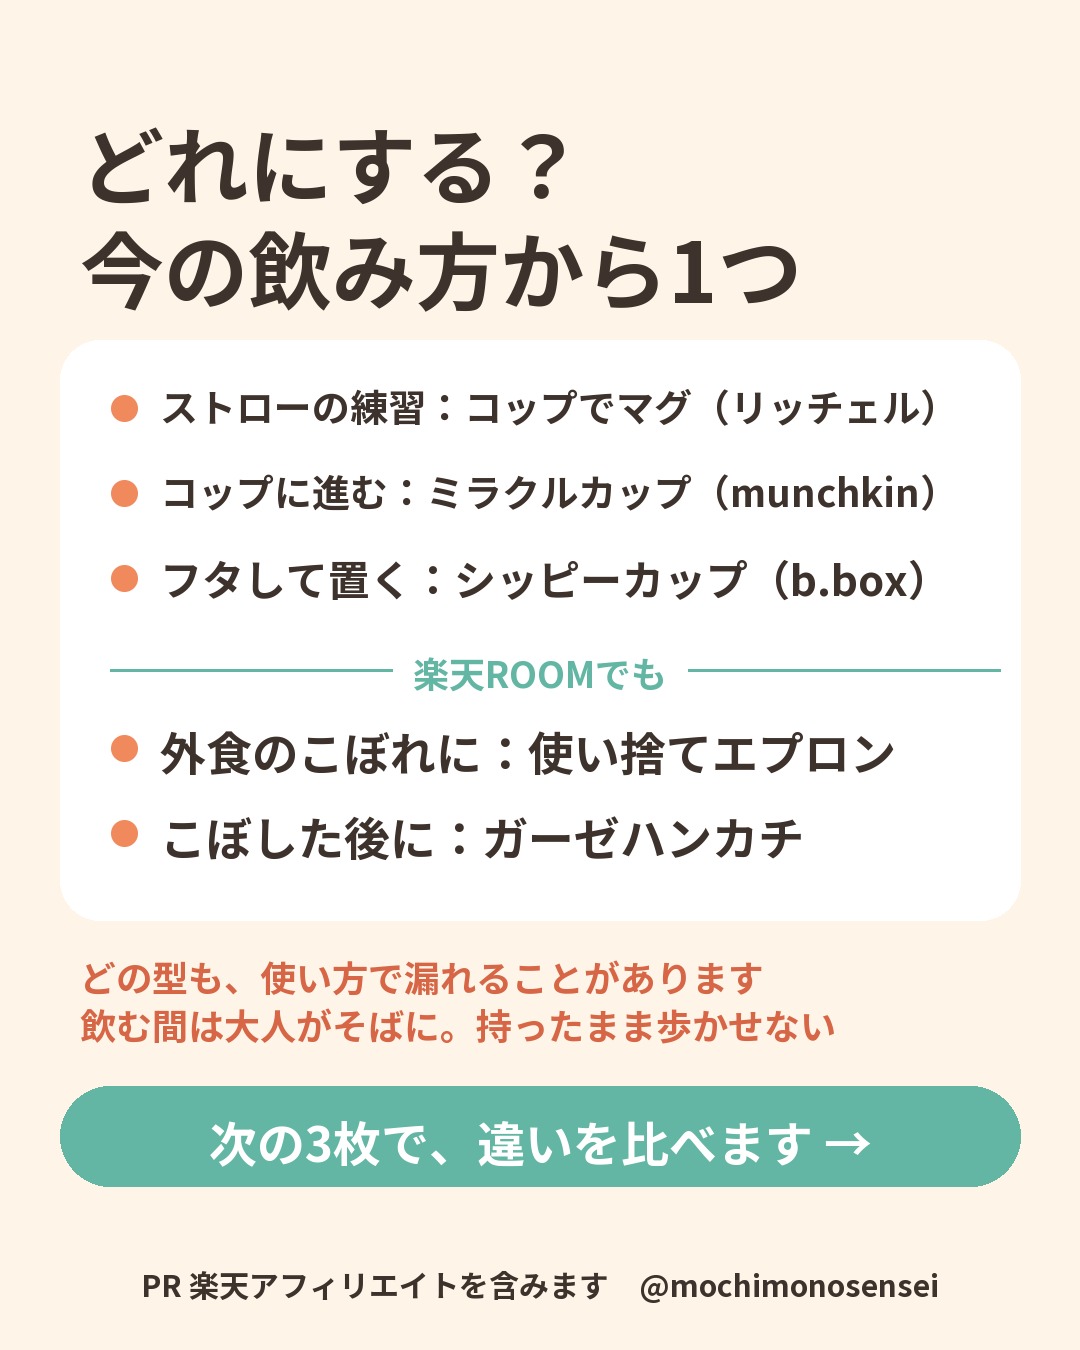 どれにする？
今の飲み方から1つ
ストローの練習：コップでマグ（リッチェル）
コップに進む：ミラクルカップ（munchkin）
フタして置く：シッピーカップ（b.box）
楽天ROOMでも
外食のこぼれに：使い捨てエプロン
こぼした後に：ガーゼハンカチ
どの型も、使い方で漏れることがあります
飲む間は大人がそばに。持ったまま歩かせない
次の3枚で、違いを比べます →
PR 楽天アフィリエイトを含みます　@mochimonosensei